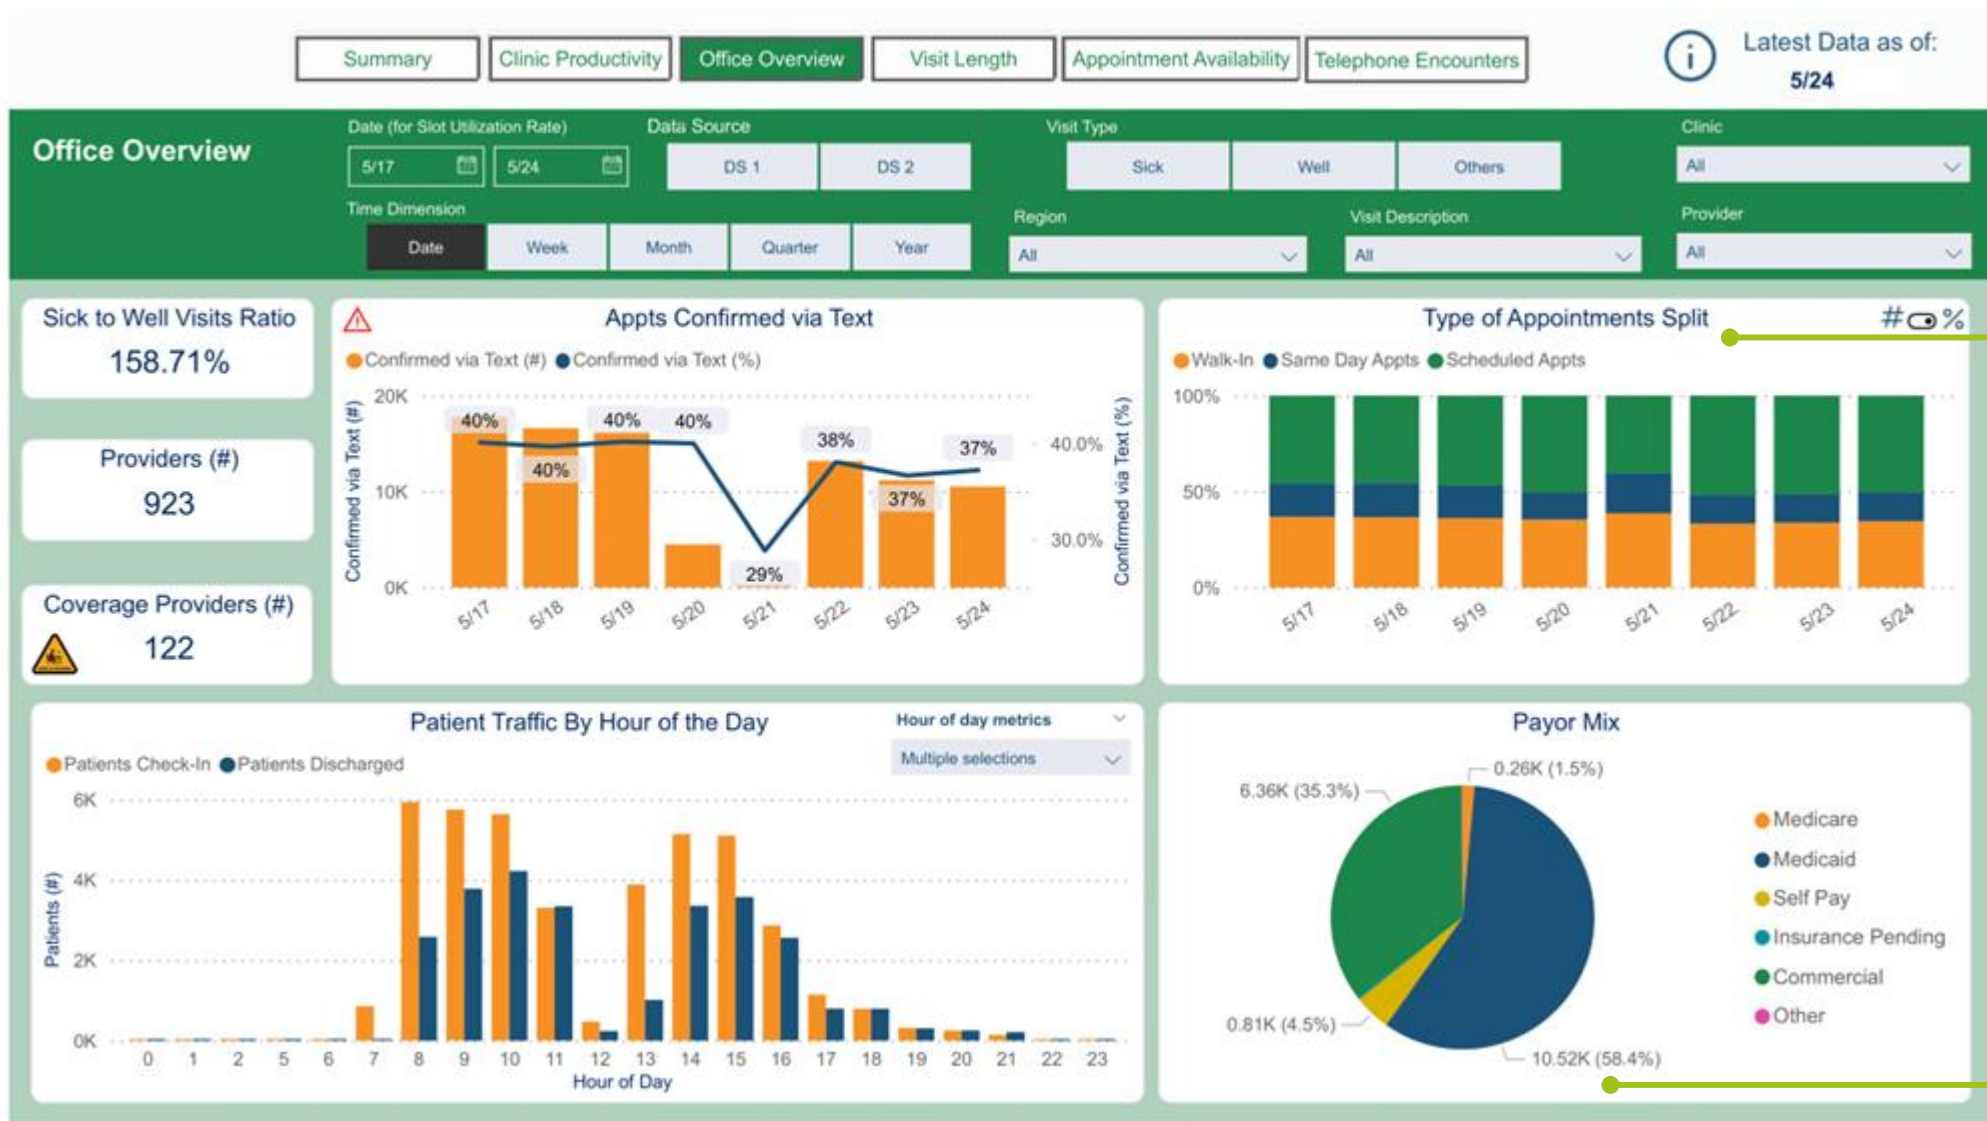 Summary
Clinic Productivity
Office Overview
Visit Length
Appointment Availability
Telephone Encounters
i
Latest Data as of:
5/24
Office Overview
Date (for Slot Utilization Rate)
5/17
5/24
Data Source
DS 1
DS 2
Visit Type
Sick
Well
Others
Clinic
All
Time Dimension
Date
Week
Month
Quarter
Year
Region
All
Visit Description
All
Provider
All
Sick to Well Visits Ratio
158.71%
Providers (#)
923
Coverage Providers (#)
122
Appts Confirmed via Text
Confirmed via Text (#)
Confirmed via Text (%)
Confirmed via Text (#)
20K
10K
0K
40%
40%
40%
40%
29%
38%
37%
37%
40.0%
30.0%
Confirmed via Text (%)
5/17
5/18
5/19
5/20
5/21
5/22
5/23
5/24
Type of Appointments Split
# %
Walk-In
Same Day Appts
Scheduled Appts
100%
50%
0%
5/17
5/18
5/19
5/20
5/21
5/22
5/23
5/24
Patient Traffic By Hour of the Day
Hour of day metrics
Multiple selections
Patients Check-In
Patients Discharged
Patients (#)
6K
4K
2K
0K
0 1 2 5 6 7 8 9 10 11 12 13 14 15 16 17 18 19 20 21 22 23
Hour of Day
Payor Mix
0.26K (1.5%)
6.36K (35.3%)
0.81K (4.5%)
10.52K (58.4%)
Medicare
Medicaid
Self Pay
Insurance Pending
Commercial
Other